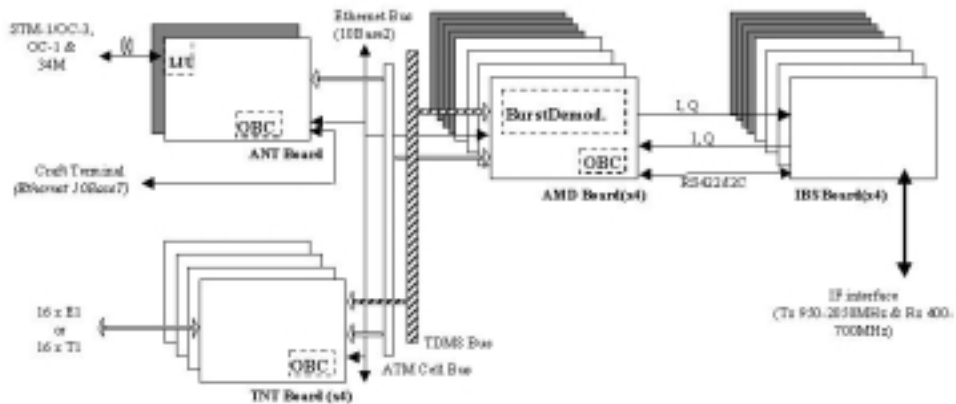 STM-1/OC-3,
OC-1 &
34M
LIU
OBC
ANT Board
Craft Terminal
(Ethernet 10BaseT)
Ethernet Bus
(10Base2)
BurstDemod.
OBC
AMD Board(x4)
I, Q
I, Q
RS422
IBS Board(x4)
IF interface
(Tx 950-2050MHz & Rx 400-
700MHz)
16 x E1
or
16 x T1
OBC
TNT Board (x4)
TDMS Bus
ATM Cell Bus